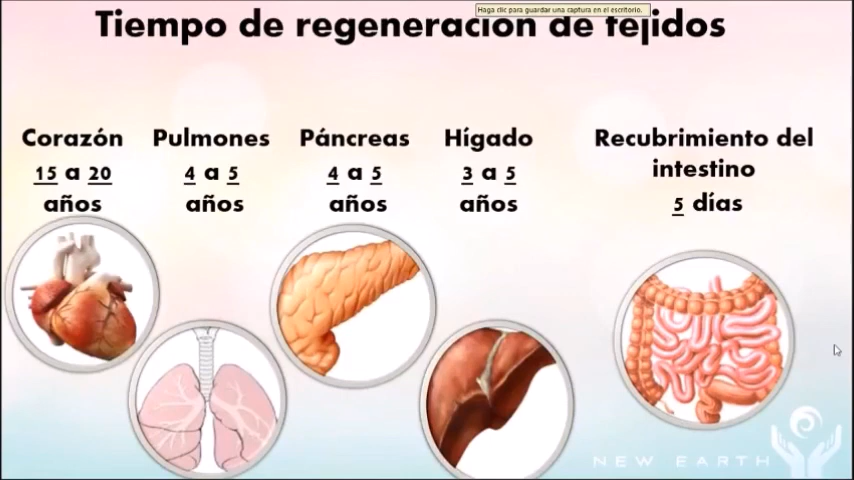 Haga clic para guardar una captura en el escritorio.
Tiempo de regeneración de tejidos
Corazón
15 a 20
años
Pulmones
4 a 5
años
Páncreas
4 a 5
años
Hígado
3 a 5
años
Recubrimiento del
intestino
5 días
NEW EARTH